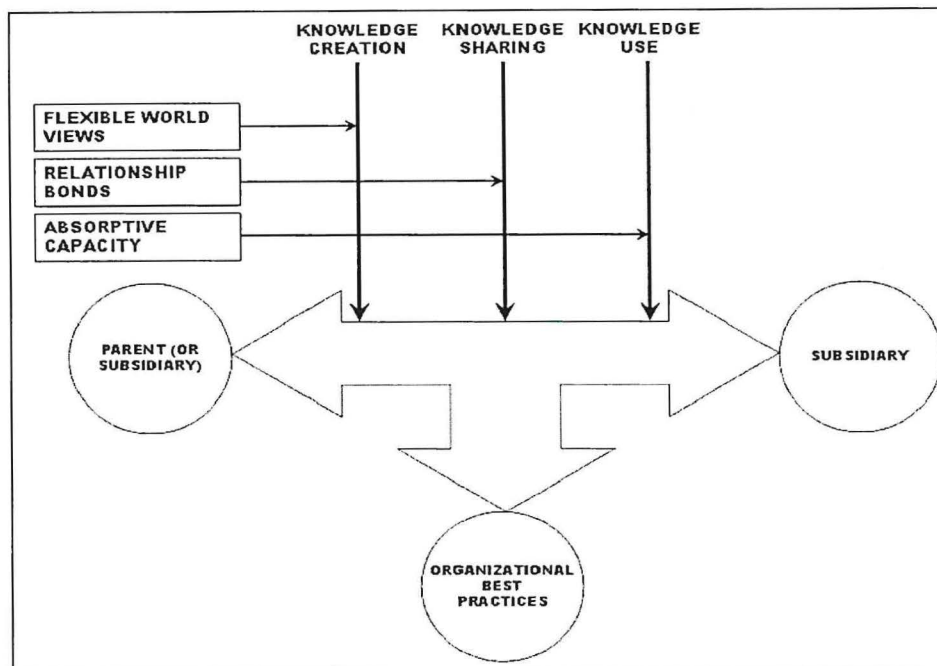 KNOWLEDGE
CREATION
KNOWLEDGE
SHARING
KNOWLEDGE
USE
FLEXIBLE WORLD
VIEWS
RELATIONSHIP
BONDS
ABSORPTIVE
CAPACITY
PARENT (OR
SUBSIDIARY)
SUBSIDIARY
ORGANIZATIONAL
BEST
PRACTICES